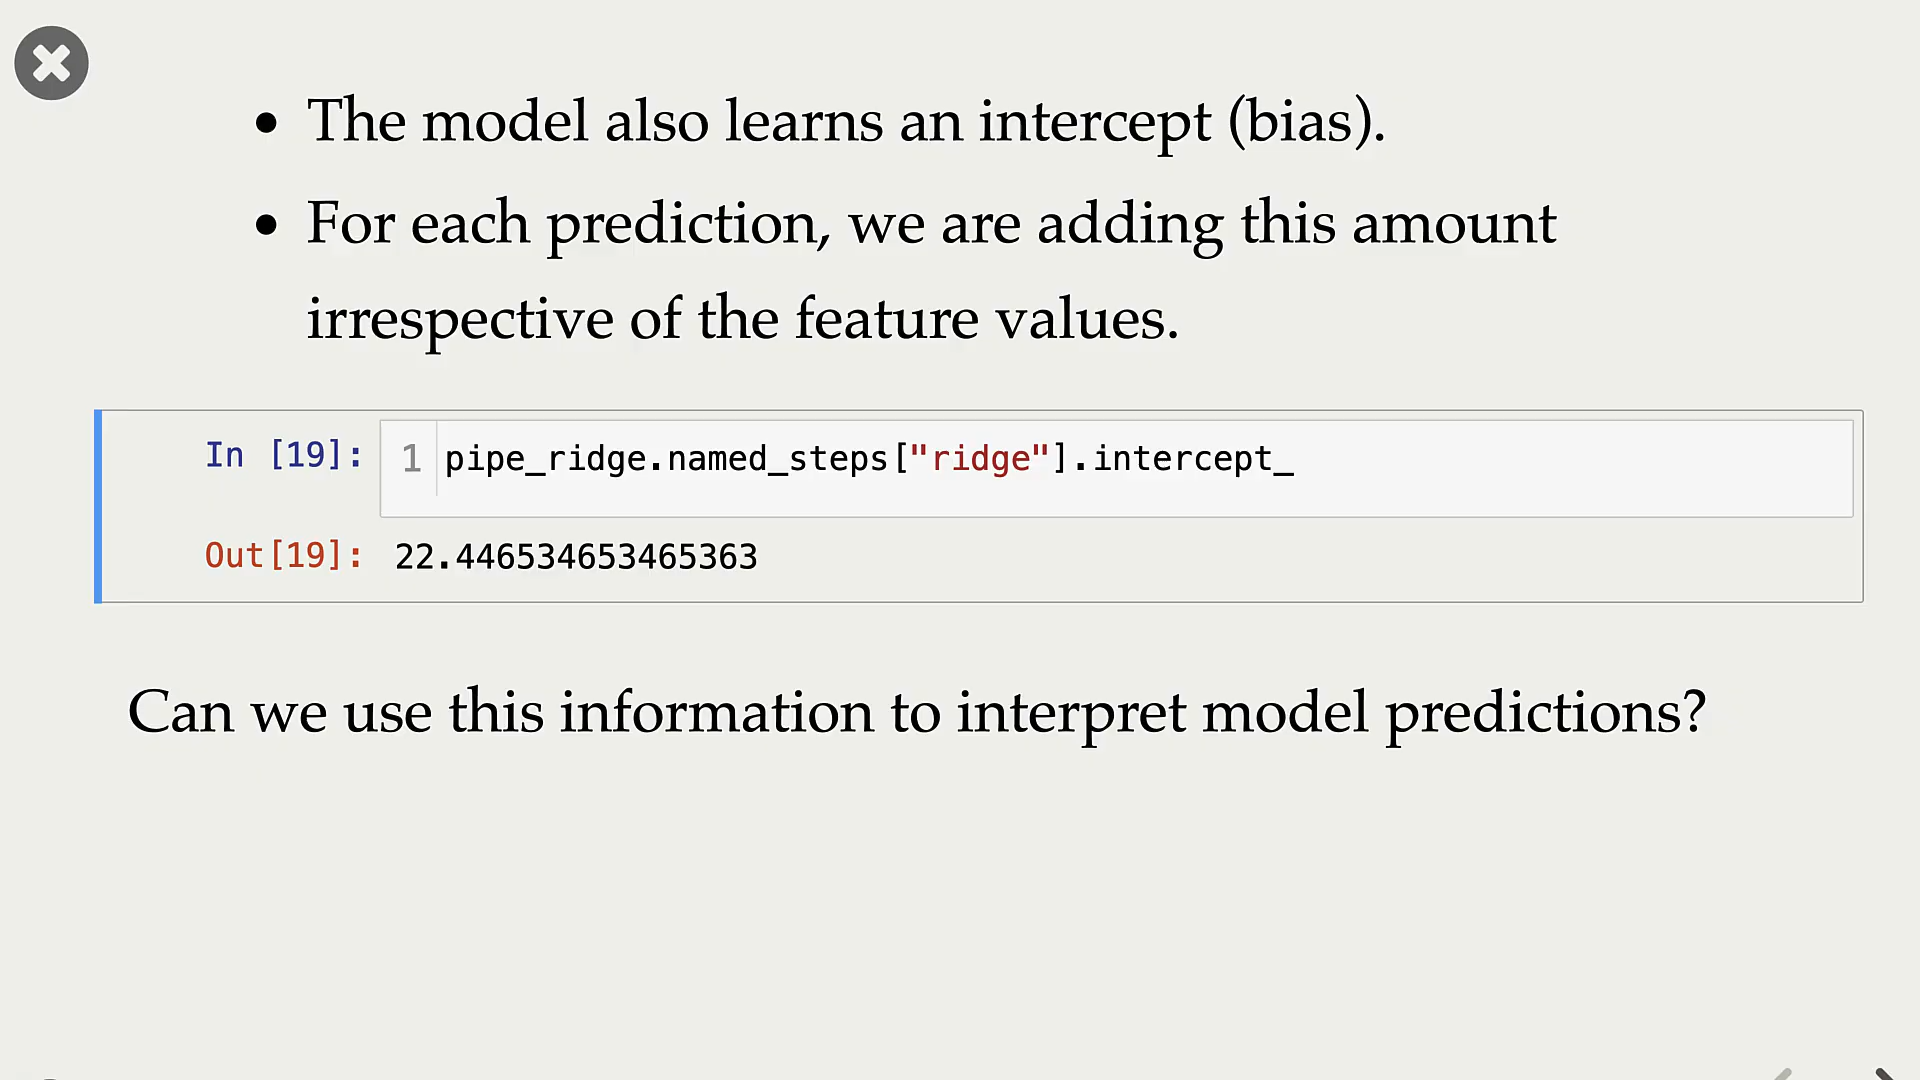 • The model also learns an intercept (bias).
• For each prediction, we are adding this amount
irrespective of the feature values.
In [19]: 1 pipe_ridge.named_steps["ridge"].intercept_
Out[19]: 22.446534653465363
Can we use this information to interpret model predictions?